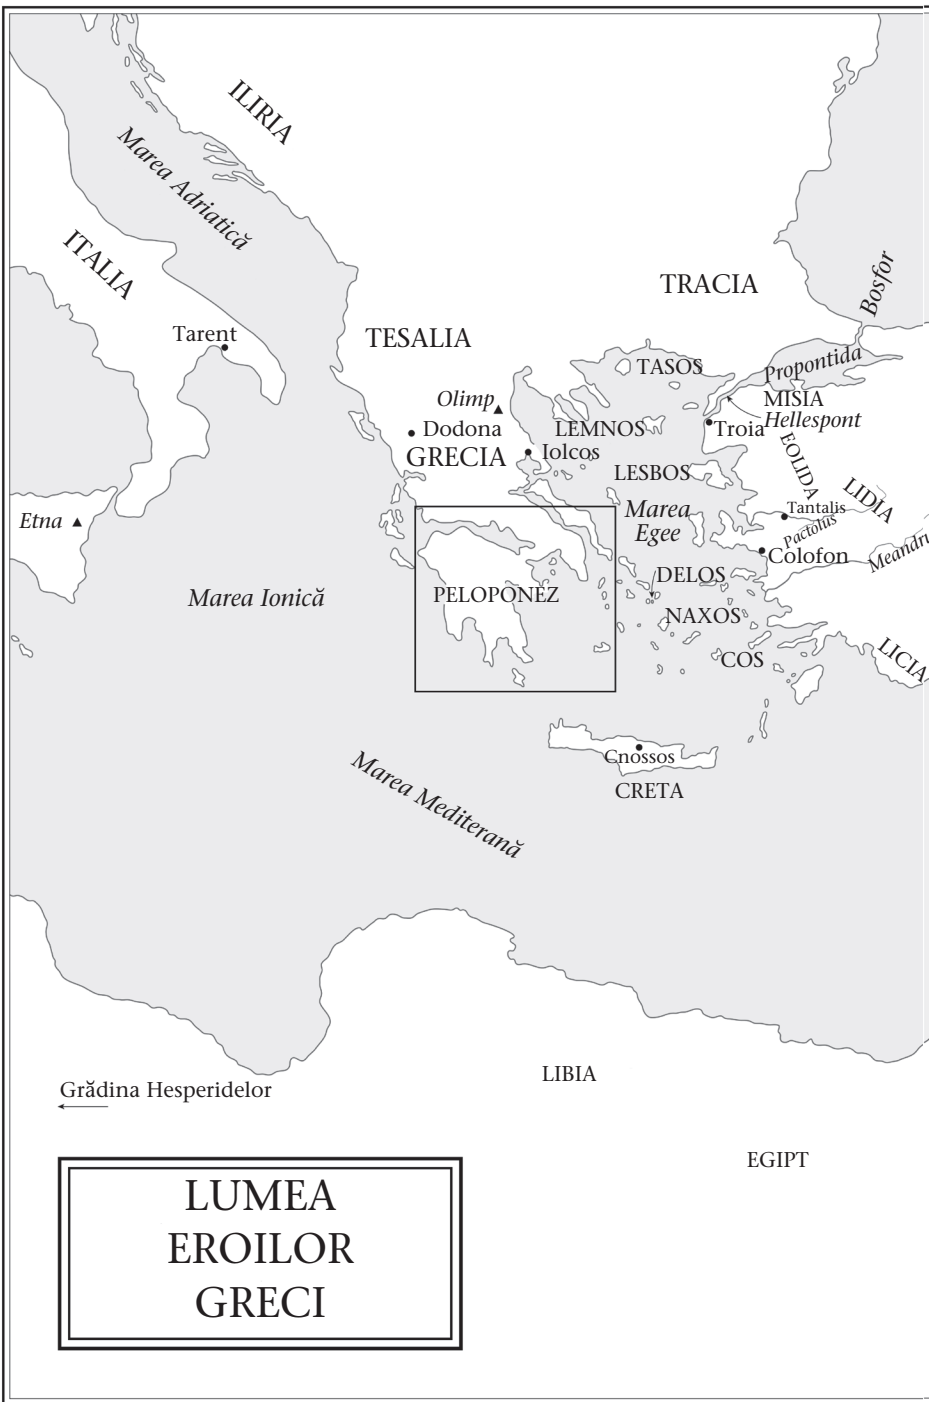 ILIRIA
Marea Adriatică
ITALIA
Tarent
TRACIA
Bosfor
TESALIA
TASOS
Propontida
MISIA
Hellespont
Olimp
Dodona
LEMNOS
Troia
GRECIA
Iolcos
EOLIDA
LESBOS
LIDIA
Etna
Marea
Egee
Tantalis
Pactolus
Colofon
Meandru
Marea Ionică
PELOPONEZ
DELOS
NAXOS
COS
LICIA
Cnossos
CRETA
Marea Mediterană
LIBIA
Grădina Hesperidelor
EGIPT
LUMEA
EROILOR
GRECI